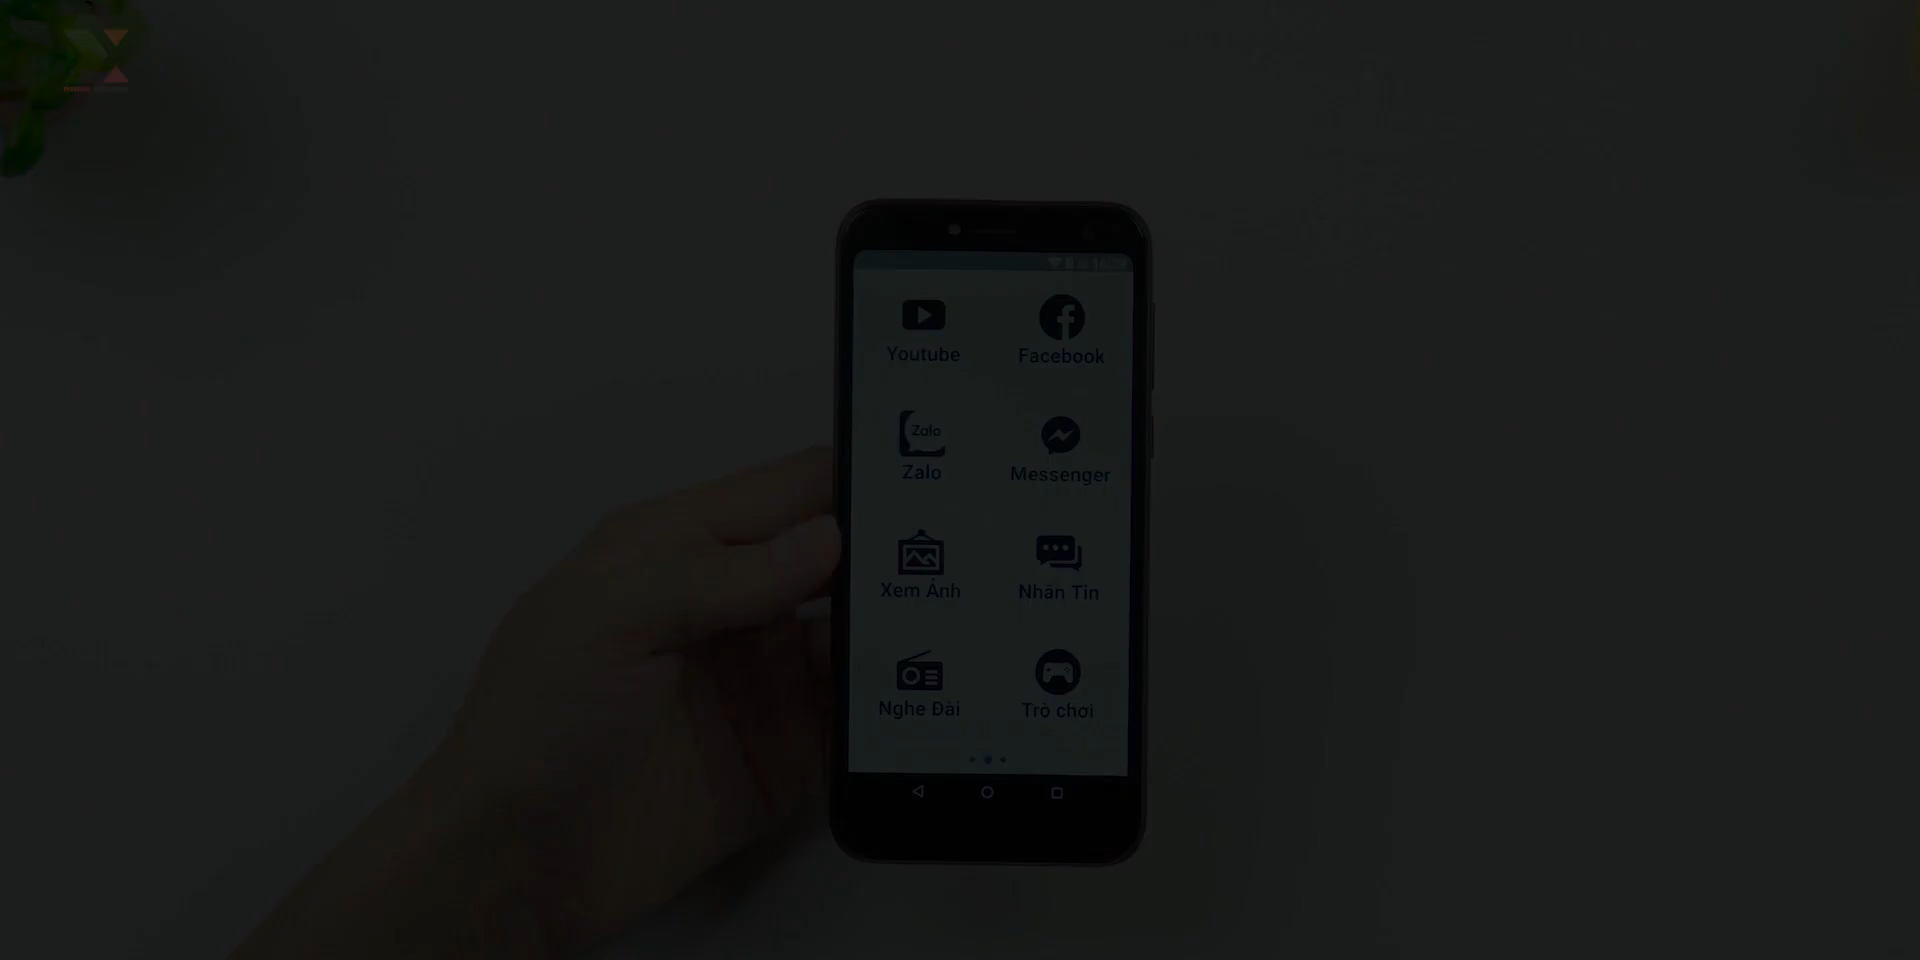 Youtube
Facebook
Zalo
Zalo
Messenger
Xem Ảnh
Nhắn Tin
Nghe Đài
Trò chơi